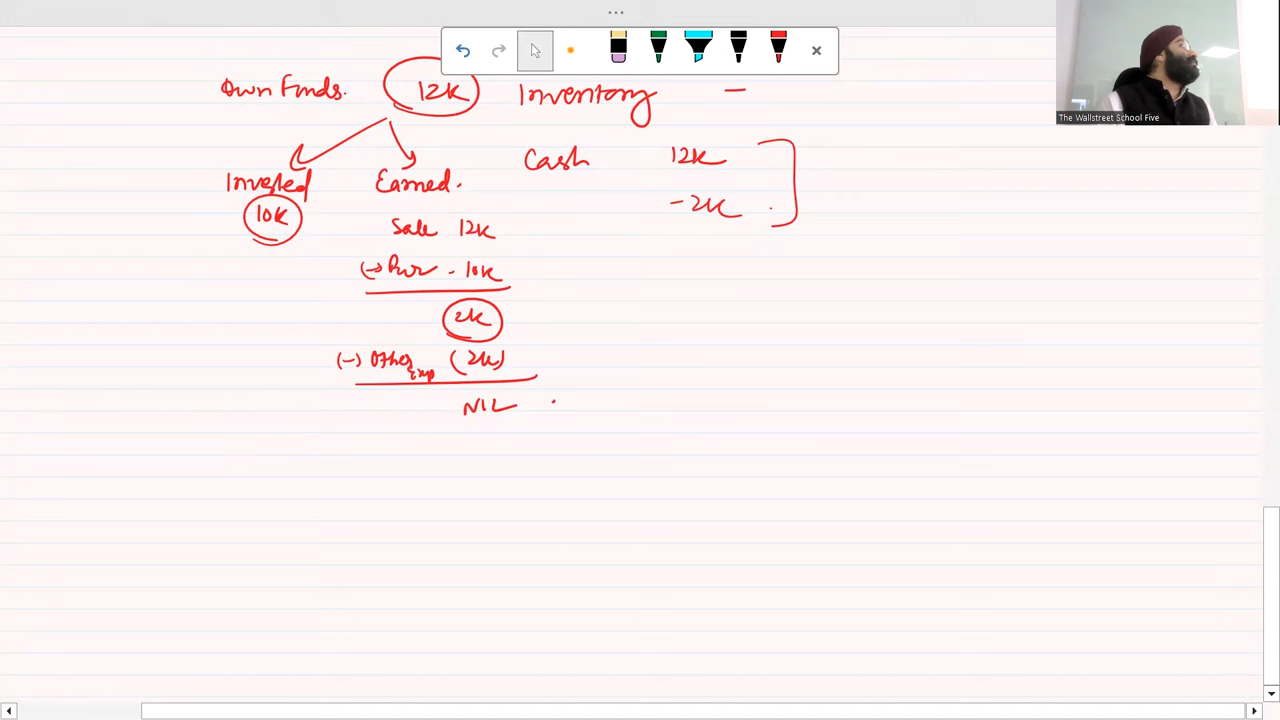 Own Funds. 12K Inventory -
Cash 12K
-2K
Invested Earned.
10K
Sale 12K
(-) Pur - 10K
2K
(-) Other Exp (2K)
NIL
The Wallstreet School Five